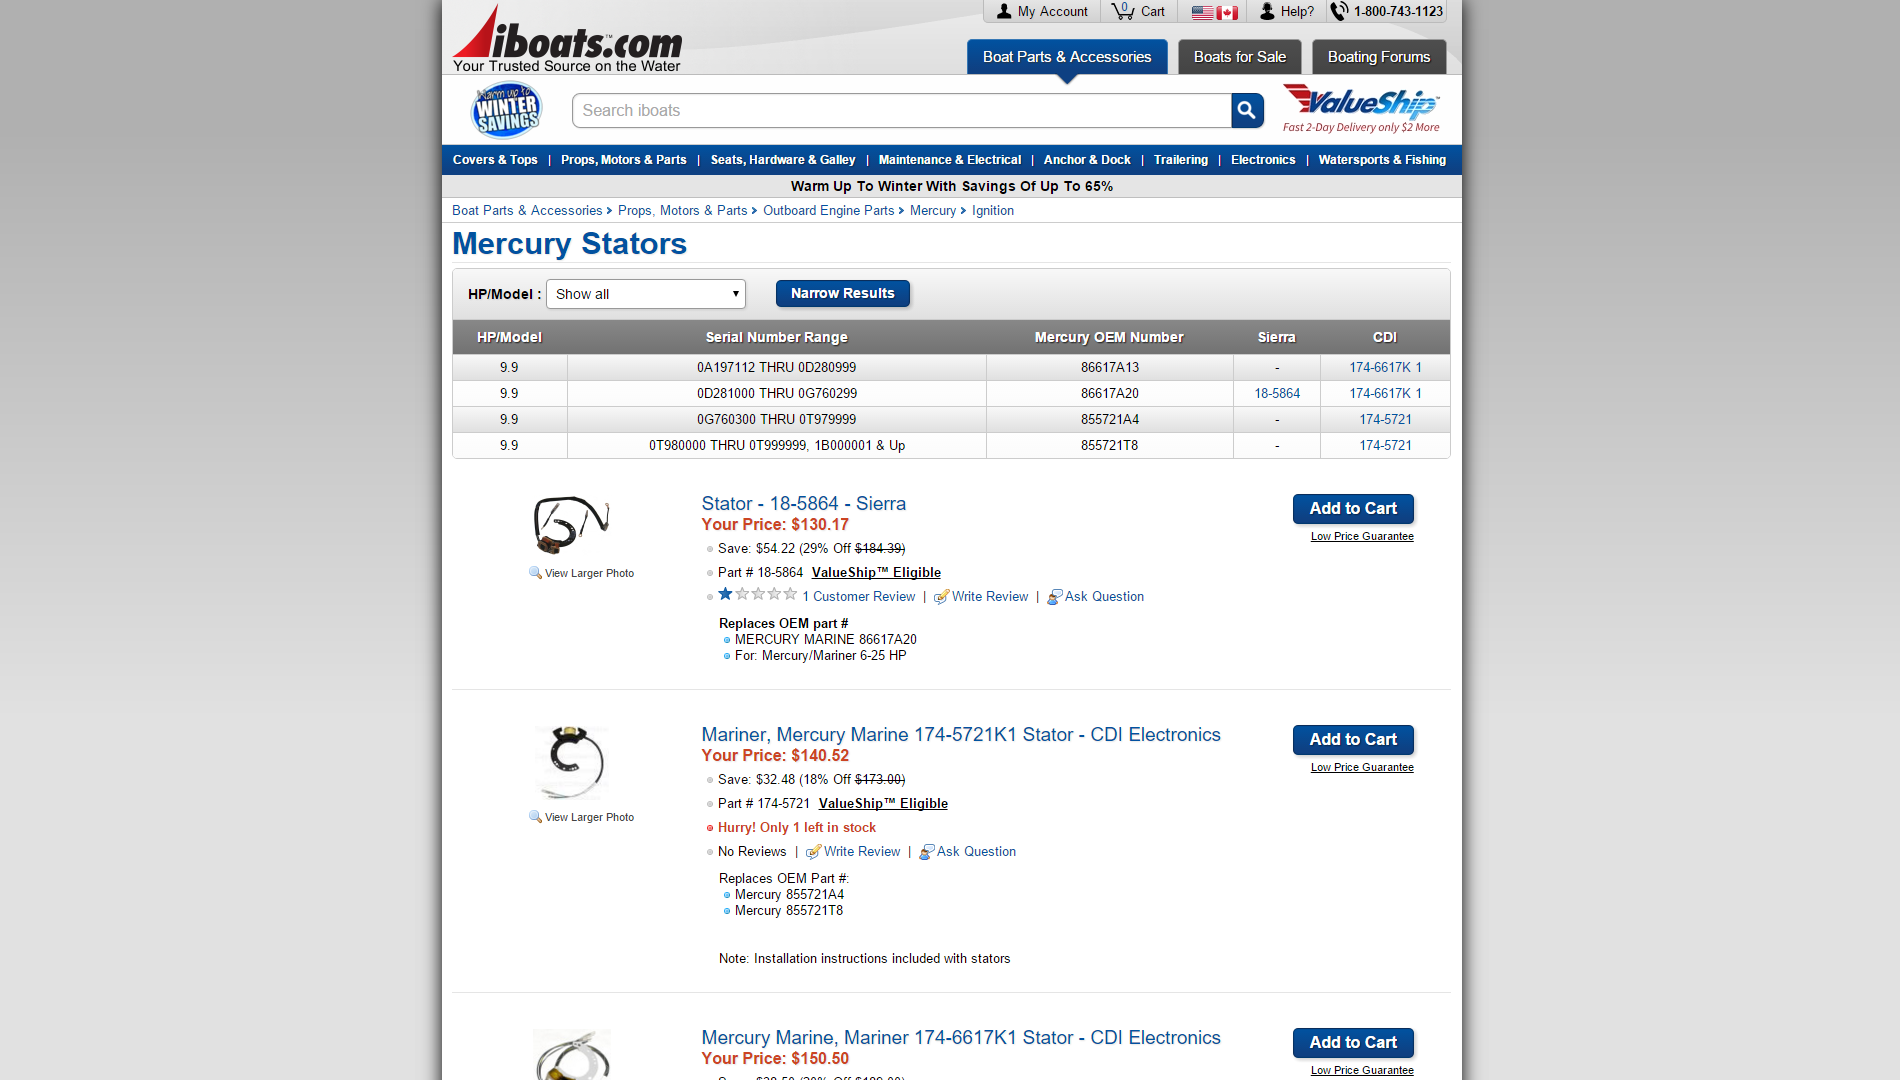 My Account
0 Cart
Help?
1-800-743-1123
iboats.com™
Your Trusted Source on the Water
Boat Parts & Accessories
Boats for Sale
Boating Forums
Warm up to
WINTER
SAVINGS
Search iboats
ValueShip™
Fast 2-Day Delivery only $2 More
Covers & Tops | Props, Motors & Parts | Seats, Hardware & Galley | Maintenance & Electrical | Anchor & Dock | Trailering | Electronics | Watersports & Fishing
Warm Up To Winter With Savings Of Up To 65%
Boat Parts & Accessories › Props, Motors & Parts › Outboard Engine Parts › Mercury › Ignition
Mercury Stators
HP/Model : Show all Narrow Results
HP/Model Serial Number Range Mercury OEM Number Sierra CDI
9.9 0A197112 THRU 0D280999 86617A13 - 174-6617K 1
9.9 0D281000 THRU 0G760299 86617A20 18-5864 174-6617K 1
9.9 0G760300 THRU 0T979999 855721A4 - 174-5721
9.9 0T980000 THRU 0T999999, 1B000001 & Up 855721T8 - 174-5721
Stator - 18-5864 - Sierra
Your Price: $130.17
Save: $54.22 (29% Off $184.39)
Part # 18-5864 ValueShip™ Eligible
1 Customer Review | Write Review | Ask Question
Replaces OEM part #
MERCURY MARINE 86617A20
For: Mercury/Mariner 6-25 HP
View Larger Photo
Add to Cart
Low Price Guarantee
Mariner, Mercury Marine 174-5721K1 Stator - CDI Electronics
Your Price: $140.52
Save: $32.48 (18% Off $173.00)
Part # 174-5721 ValueShip™ Eligible
Hurry! Only 1 left in stock
No Reviews | Write Review | Ask Question
Replaces OEM Part #:
Mercury 855721A4
Mercury 855721T8
Note: Installation instructions included with stators
View Larger Photo
Add to Cart
Low Price Guarantee
Mercury Marine, Mariner 174-6617K1 Stator - CDI Electronics
Your Price: $150.50
Add to Cart
Low Price Guarantee